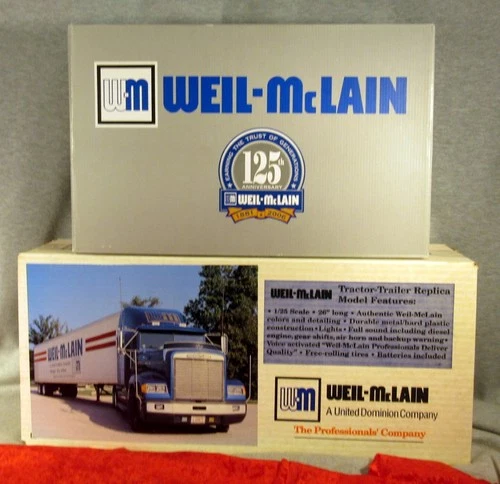 WM WEIL-McLAIN
EARNING THE TRUST OF GENERATIONS
125th
ANNIVERSARY
WEIL-McLAIN
1881 2006
WEIL-McLAIN Tractor-Trailer Replica
Model Features:
• 1/25 Scale • 26" long • Authentic Weil-McLain
colors and detailing • Durable metal/hard plastic
construction • Lights • Full sound including diesel
engine, gear shifts, air horn and backup warning •
Voice activated "Weil-McLain Professionals Deliver
Quality" • Free-rolling tires • Batteries included
WEIL-McLAIN
WM WEIL-McLAIN
A United Dominion Company
The Professionals' Company